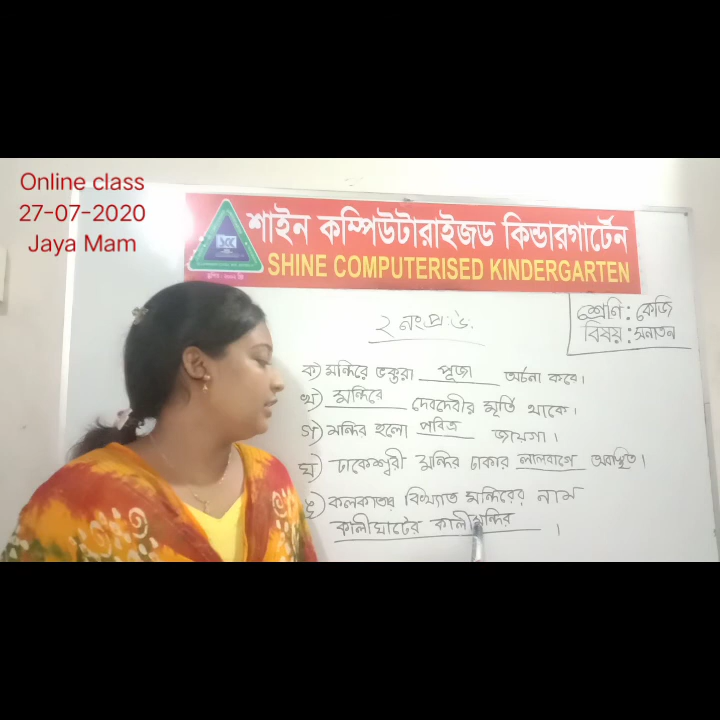 Online class
27-07-2020
Jaya Mam
শাইন কম্পিউটারাইজড কিন্ডারগার্টেন
SHINE COMPUTERISED KINDERGARTEN
শ্রেণি : কেজি
বিষয় : সনাতন
২ নং প্র: উ:
ক) মন্দিরে ভক্তরা পূজা অর্চনা করে।
খ) মন্দিরে দেবদেবীর মূর্তি থাকে।
গ) মন্দির হলো পবিত্র জায়গা।
ঘ) ঢাকেশ্বরী মন্দির ঢাকার লালবাগে অবস্থিত।
ঙ) কলকাতার বিখ্যাত মন্দিরের নাম
কালীঘাটের কালীমন্দির ।